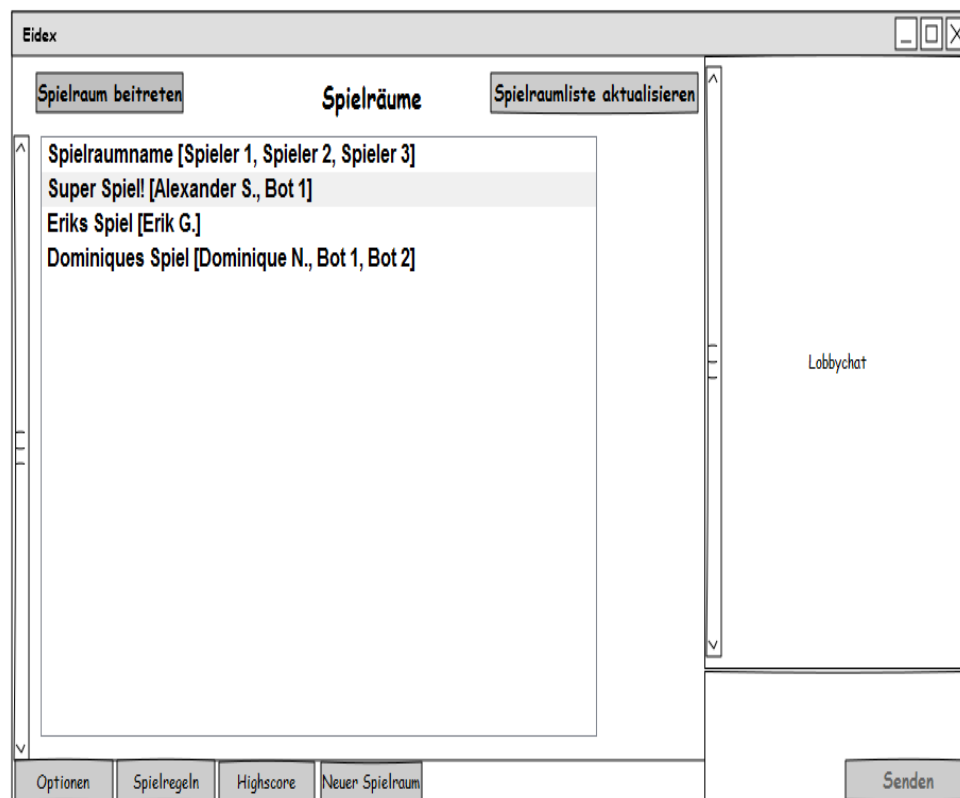 Eidex
Spielraum beitreten
Spielräume
Spielraumliste aktualisieren
Spielraumname [Spieler 1, Spieler 2, Spieler 3]
Super Spiel! [Alexander S., Bot 1]
Eriks Spiel [Erik G.]
Dominiques Spiel [Dominique N., Bot 1, Bot 2]
Lobbychat
Optionen
Spielregeln
Highscore
Neuer Spielraum
Senden